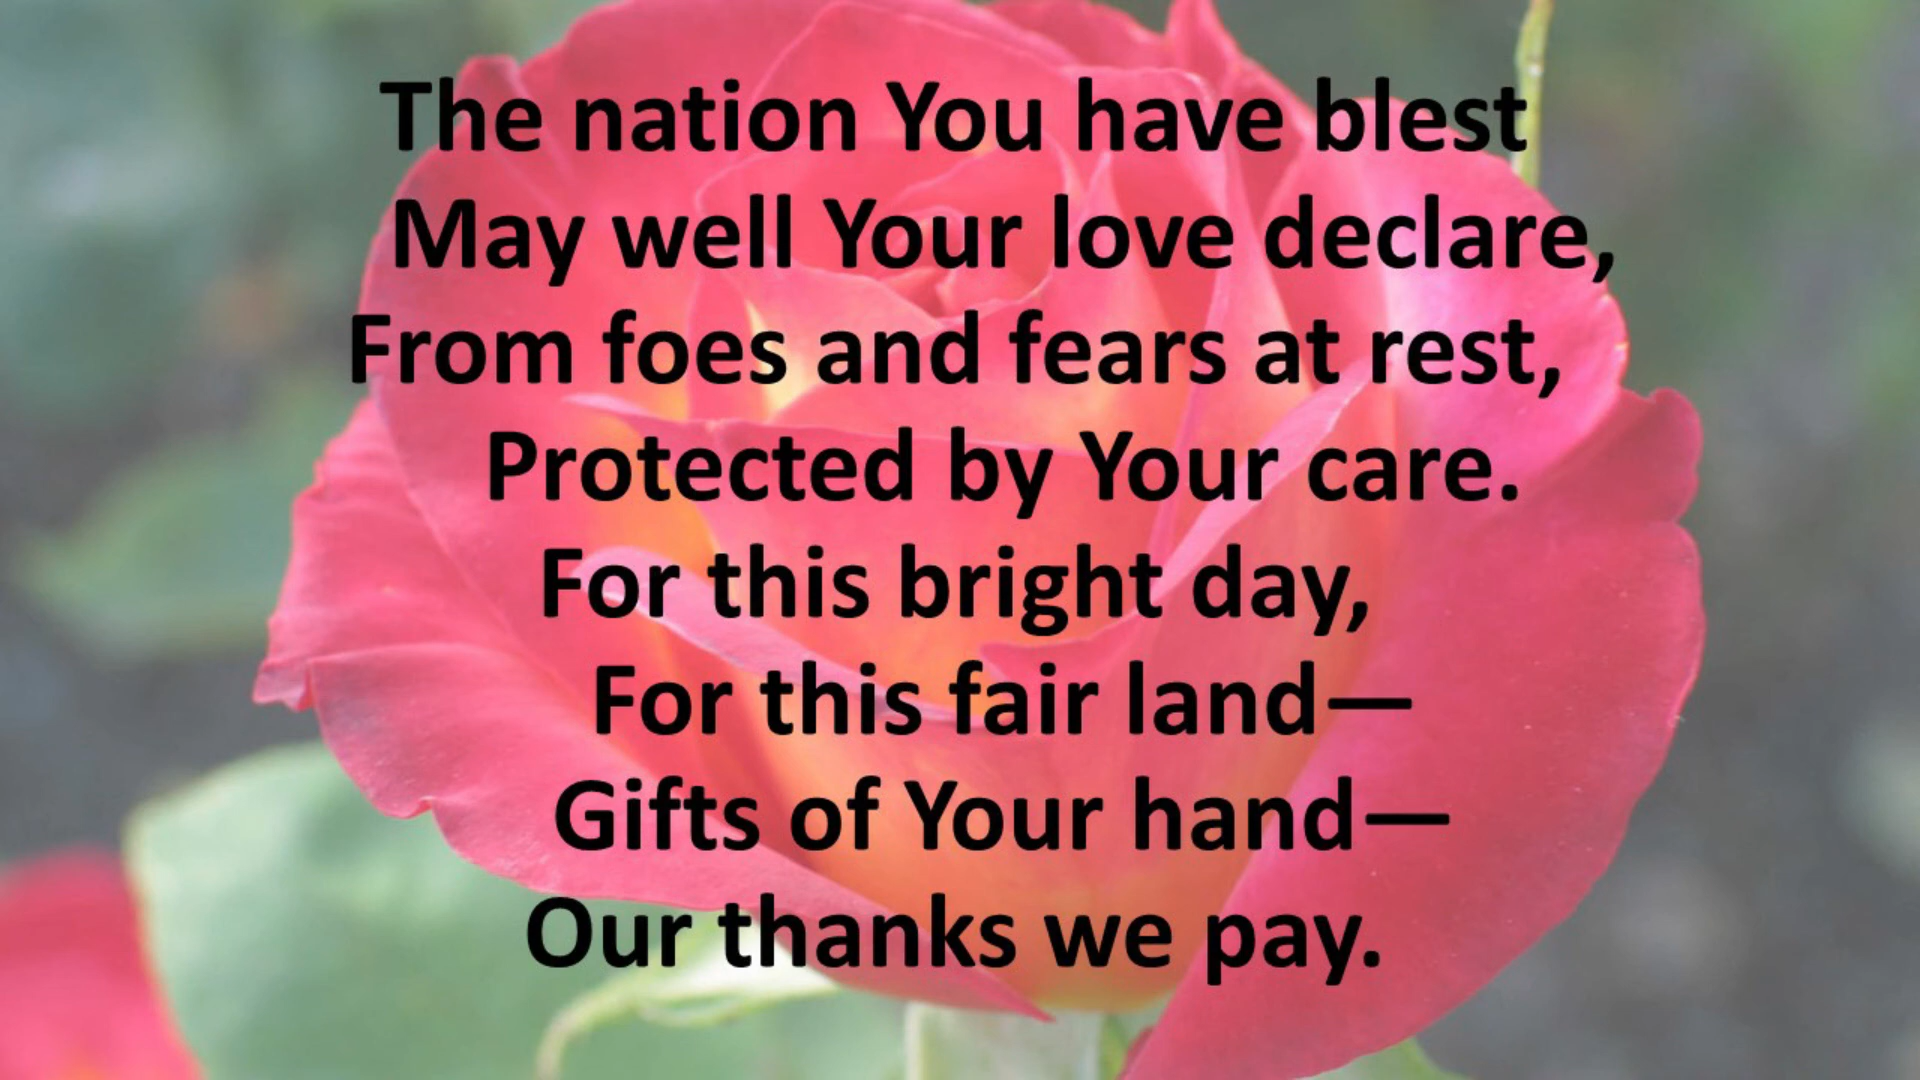 The nation You have blest
May well Your love declare,
From foes and fears at rest,
Protected by Your care.
For this bright day,
For this fair land—
Gifts of Your hand—
Our thanks we pay.